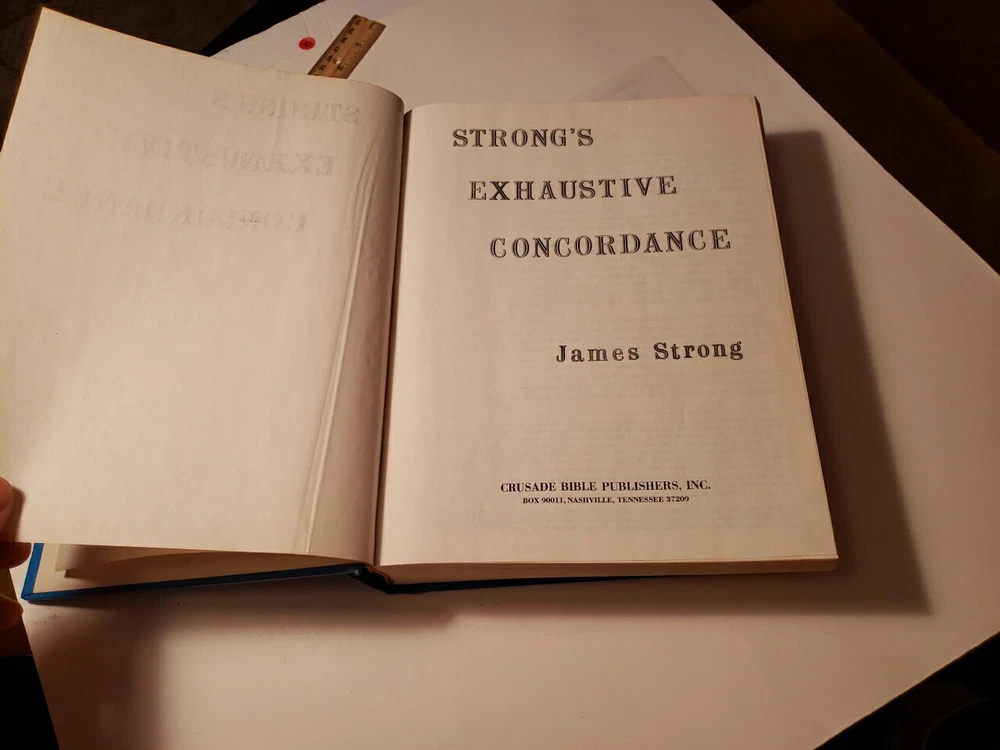 STRONG'S
EXHAUSTIVE
CONCORDANCE
James Strong
CRUSADE BIBLE PUBLISHERS, INC.
BOX 90011, NASHVILLE, TENNESSEE 37209